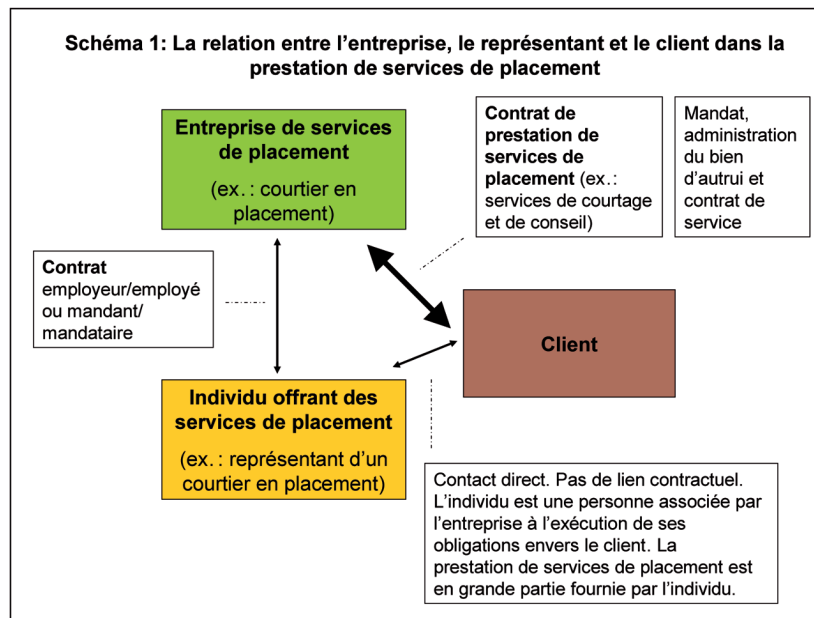 Schéma 1: La relation entre l'entreprise, le représentant et le client dans la
prestation de services de placement
Entreprise de services
de placement
(ex. : courtier en
placement)
Contrat de
prestation de
services de
placement (ex.:
services de courtage
et de conseil)
Mandat,
administration
du bien
d'autrui et
contrat de
service
Contrat
employeur/employé
ou mandant/
mandataire
Client
Individu offrant des
services de placement
(ex. : représentant d'un
courtier en placement)
Contact direct. Pas de lien contractuel.
L'individu est une personne associée par
l'entreprise à l'exécution de ses
obligations envers le client. La
prestation de services de placement est
en grande partie fournie par l'individu.